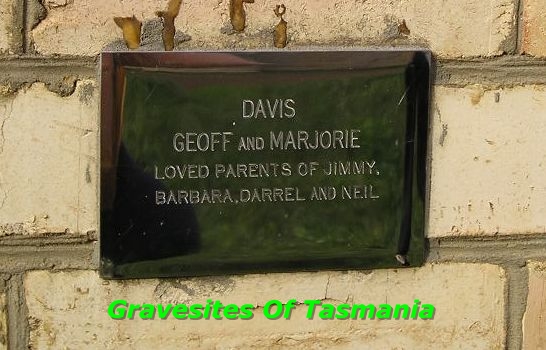 DAVIS
GEOFF AND MARJORIE
LOVED PARENTS OF JIMMY,
BARBARA, DARREL AND NEIL
Gravesites Of Tasmania